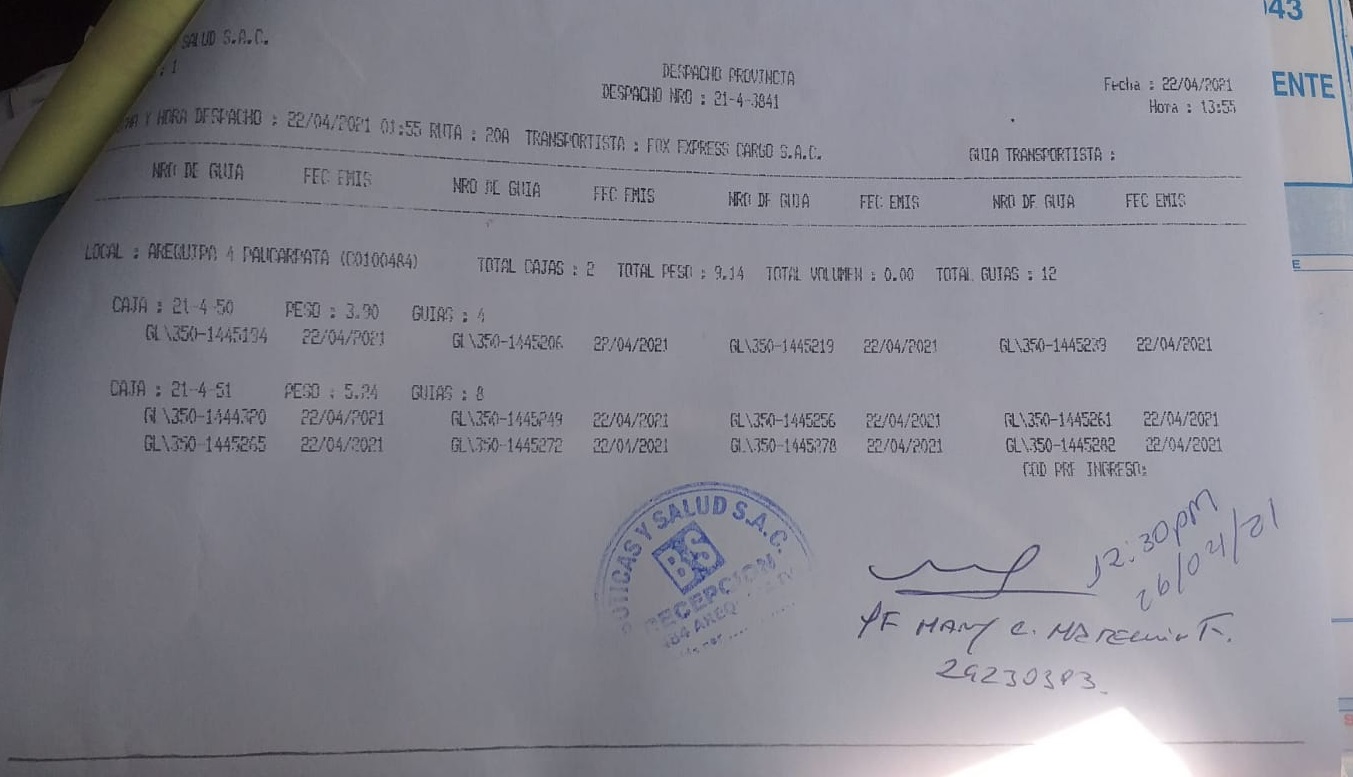 SALUD S.A.C.
: 1
DESPACHO PROVINCIA
DESPACHO NRO : 21-4-3841
Fecha : 22/04/2021
Hora : 13:55
Y HORA DESPACHO : 22/04/2021 01:55 RUTA : 20A TRANSPORTISTA : FOX EXPRESS CARGO S.A.C.
GUIA TRANSPORTISTA :
NRO DE GUIA FEC EMIS NRO DE GUIA FEC EMIS NRO DE GUIA FEC EMIS NRO DE GUIA FEC EMIS
LOCAL : AREQUIPA 4 PAUCARPATA (C0100484) TOTAL CAJAS : 2 TOTAL PESO : 9.14 TOTAL VOLUMEN : 0.00 TOTAL GUIAS : 12
CAJA : 21-4-50 PESO : 3.90 GUIAS : 4
GL\350-1445194 22/04/2021 GL\350-1445206 22/04/2021 GL\350-1445219 22/04/2021 GL\350-1445239 22/04/2021
CAJA : 21-4-51 PESO : 5.24 GUIAS : 8
GL\350-1444320 22/04/2021 GL\350-1445249 22/04/2021 GL\350-1445256 22/04/2021 GL\350-1445261 22/04/2021
GL\350-1445265 22/04/2021 GL\350-1445272 22/04/2021 GL\350-1445278 22/04/2021 GL\350-1445282 22/04/2021
COD PRE INGRESO:
BOTICAS Y SALUD S.A.C.
BS
RECEPCION
12:30pm
26/04/21
29230383.
ENTE